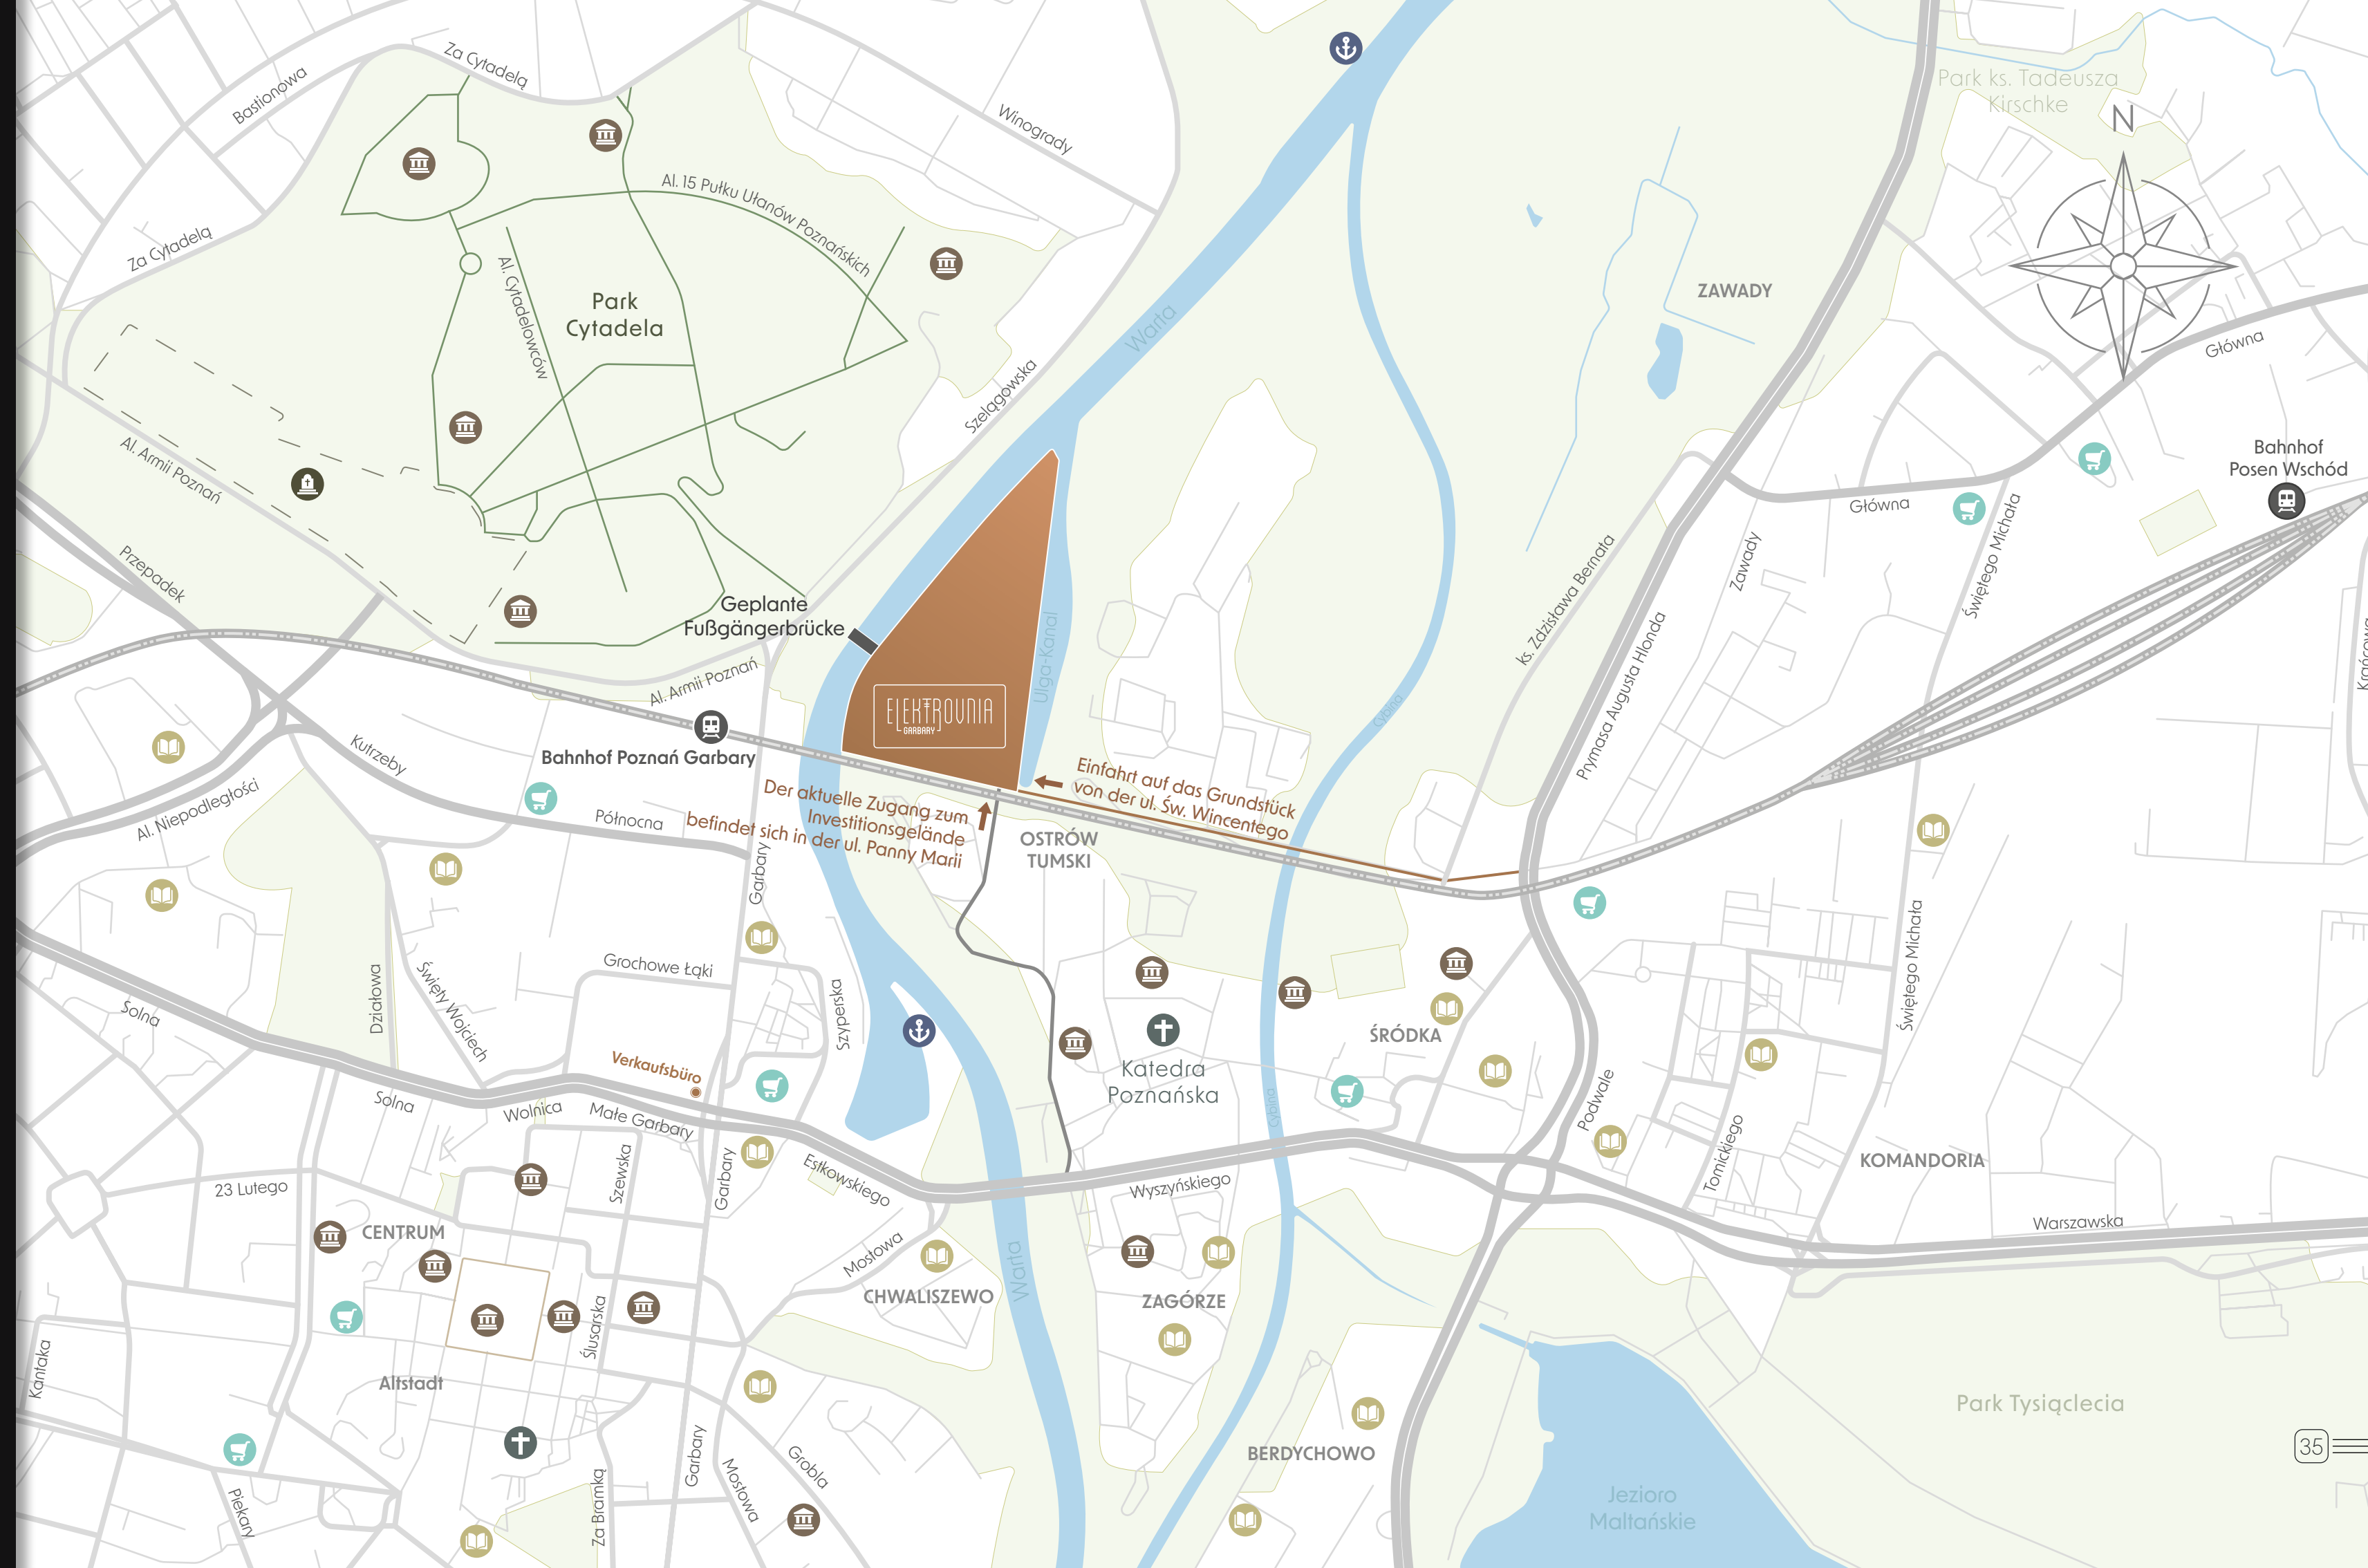 Za Cytadelą
Bastionowa
Winogrady
Park ks. Tadeusza
Kirschke
N
Al. 15 Pułku Ułanów Poznańskich
Za Cytadelą
Al. Cytadelowców
Park
Cytadela
Warta
ZAWADY
Główna
Szelągowska
Al. Armii Poznań
Bahnhof
Posen Wschód
Główna
Świętego Michała
Przepadek
Zawady
ks. Zdzisława Bernata
Geplante
Fußgängerbrücke
Ulga-Kanal
Prymasa Augusta Hlonda
Krańcowa
Al. Armii Poznań
ELEKTROWNIA
GARBARY
Cybina
Kutrzeby
Bahnhof Poznań Garbary
Einfahrt auf das Grundstück
von der ul. Św. Wincentego
Der aktuelle Zugang zum
Investitionsgelände
befindet sich in der ul. Panny Marii
Al. Niepodległości
Północna
OSTRÓW
TUMSKI
Garbary
Świętego Michała
Grochowe Łąki
Działowa
Święty Wojciech
Szyperska
Solna
ŚRÓDKA
Verkaufsbüro
Katedra
Poznańska
Cybina
Podwale
Solna
Wolnica
Małe Garbary
Tomickiego
KOMANDORIA
Szewska
Garbary
Estkowskiego
Wyszyńskiego
23 Lutego
Warszawska
CENTRUM
Mostowa
Warta
CHWALISZEWO
ZAGÓRZE
Ślusarska
Kantaka
Altstadt
Park Tysiąclecia
35
BERDYCHOWO
Garbary
Mostowa
Grobla
Piekary
Za Bramką
Jezioro
Maltańskie